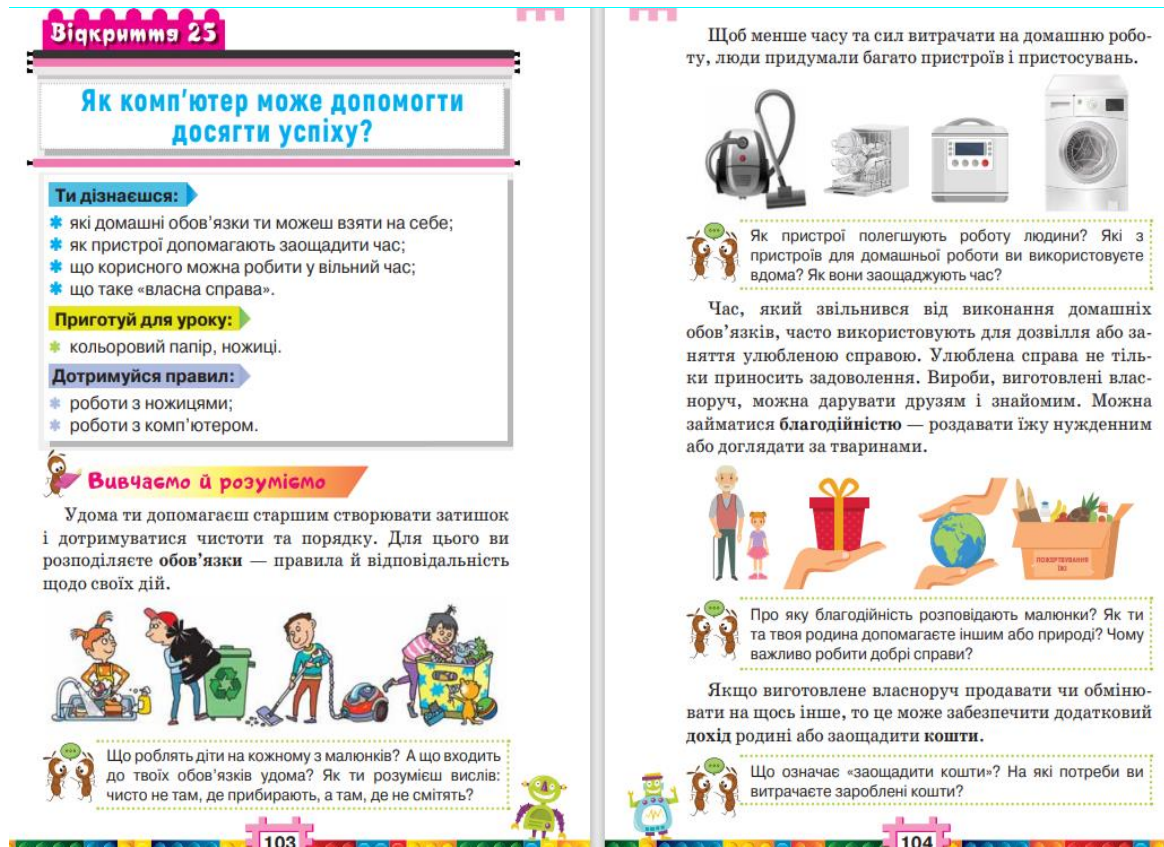 Відкриття 25
Як комп'ютер може допомогти
досягти успіху?
Ти дізнаєшся:
які домашні обов'язки ти можеш взяти на себе;
як пристрої допомагають заощадити час;
що корисного можна робити у вільний час;
що таке «власна справа».
Приготуй для уроку:
кольоровий папір, ножиці.
Дотримуйся правил:
роботи з ножицями;
роботи з комп'ютером.
Вивчаємо й розуміємо
Удома ти допомагаєш старшим створювати затишок
і дотримуватися чистоти та порядку. Для цього ви
розподіляєте обов'язки — правила й відповідальність
щодо своїх дій.
Що роблять діти на кожному з малюнків? А що входить
до твоїх обов'язків удома? Як ти розумієш вислів:
чисто не там, де прибирають, а там, де не смітять?
103
Щоб менше часу та сил витрачати на домашню робо-
ту, люди придумали багато пристроїв і пристосувань.
Як пристрої полегшують роботу людини? Які з
пристроїв для домашньої роботи ви використовуєте
вдома? Як вони заощаджують час?
Час, який звільнився від виконання домашніх
обов'язків, часто використовують для дозвілля або за-
няття улюбленою справою. Улюблена справа не тіль-
ки приносить задоволення. Вироби, виготовлені влас-
норуч, можна дарувати друзям і знайомим. Можна
займатися благодійністю — роздавати їжу нужденним
або доглядати за тваринами.
ПОЖЕРТВУВАННЯ
ЇЖІ
Про яку благодійність розповідають малюнки? Як ти
та твоя родина допомагаєте іншим або природі? Чому
важливо робити добрі справи?
Якщо виготовлене власноруч продавати чи обміню-
вати на щось інше, то це може забезпечити додатковий
дохід родині або заощадити кошти.
Що означає «заощадити кошти»? На які потреби ви
витрачаєте зароблені кошти?
104